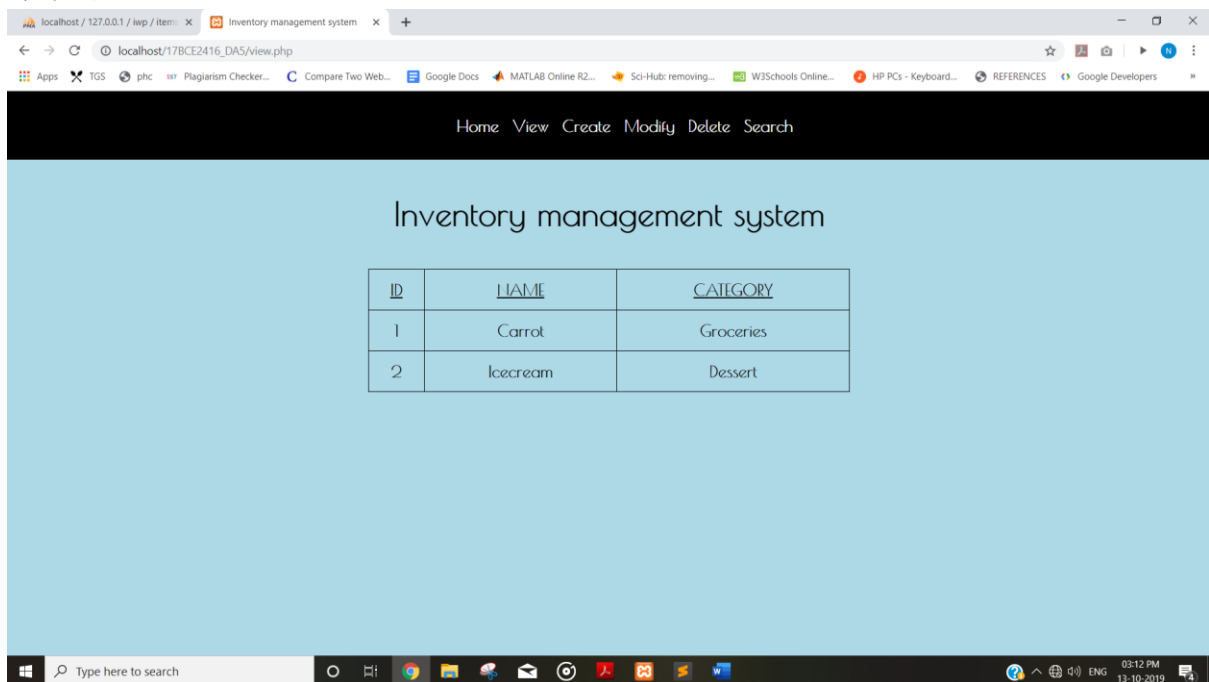 localhost / 127.0.0.1 / iwp / item Inventory management system
localhost/17BCE2416_DA5/view.php N
Apps TGS phc Plagiarism Checker... Compare Two Web... Google Docs MATLAB Online R2... Sci-Hub: removing... W3Schools Online... HP PCs - Keyboard... REFERENCES Google Developers »
Home View Create Modify Delete Search
Inventory management system
ID NAME CATEGORY
1 Carrot Groceries
2 Icecream Dessert
Type here to search ENG 03:12 PM
13-10-2019